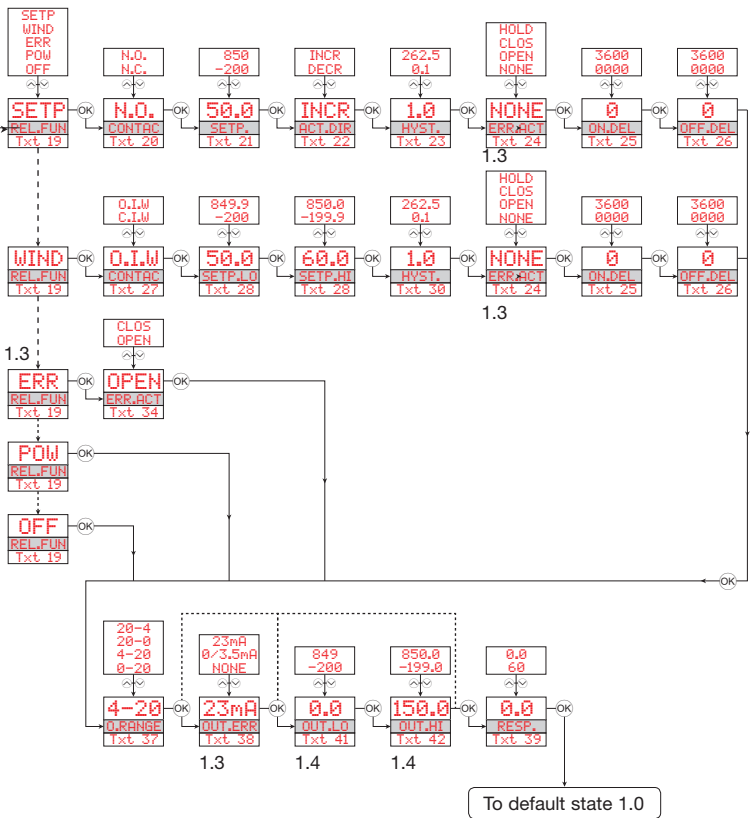 SETP
WIND
ERR
POW
OFF
N.O.
N.C.
850
-200
INCR
DECR
262.5
0.1
HOLD
CLOS
OPEN
NONE
3600
0000
3600
0000
SETP
REL.FUN
Txt 19
OK
N.O.
CONTAC
Txt 20
OK
50.0
SETP.
Txt 21
OK
INCR
ACT.DIR
Txt 22
OK
1.0
HYST.
Txt 23
OK
NONE
ERR.ACT
Txt 24
OK
0
ON.DEL
Txt 25
OK
0
OFF.DEL
Txt 26
1.3
O.I.W
C.I.W
849.9
-200
850.0
-199.9
262.5
0.1
HOLD
CLOS
OPEN
NONE
3600
0000
3600
0000
WIND
REL.FUN
Txt 19
OK
O.I.W
CONTAC
Txt 27
OK
50.0
SETP.LO
Txt 28
OK
60.0
SETP.HI
Txt 28
OK
1.0
HYST.
Txt 30
OK
NONE
ERR.ACT
Txt 24
OK
0
ON.DEL
Txt 25
OK
0
OFF.DEL
Txt 26
1.3
1.3
CLOS
OPEN
ERR
REL.FUN
Txt 19
OK
OPEN
ERR.ACT
Txt 34
OK
POW
REL.FUN
Txt 19
OK
OFF
REL.FUN
Txt 19
OK
OK
20-4
20-0
4-20
0-20
23mA
0/3.5mA
NONE
849
-200
850.0
-199.0
0.0
60
4-20
O.RANGE
Txt 37
OK
23mA
OUT.ERR
Txt 38
OK
0.0
OUT.LO
Txt 41
OK
150.0
OUT.HI
Txt 42
OK
0.0
RESP.
Txt 39
OK
1.3
1.4
1.4
To default state 1.0